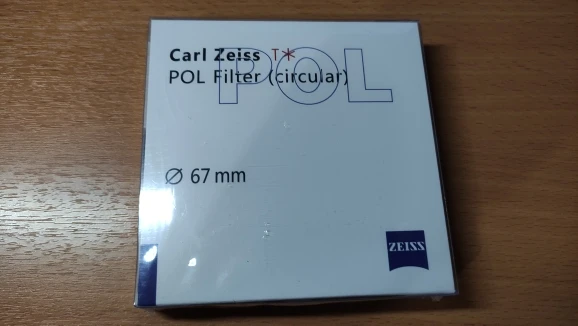 Carl Zeiss T*
POL Filter (circular)
POL
Ø 67 mm
ZEISS